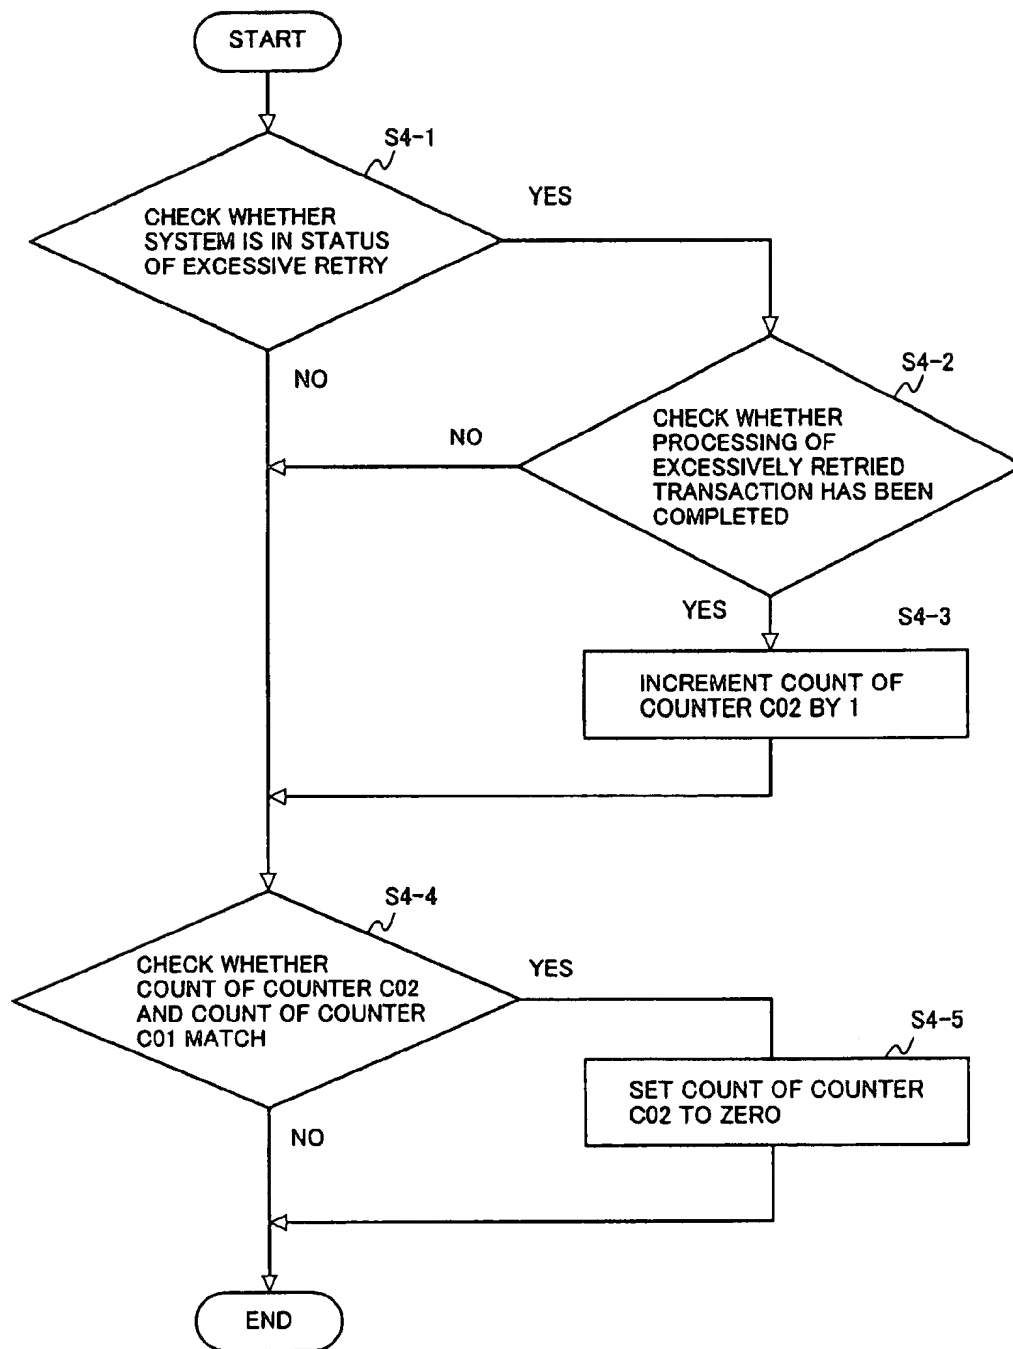 START
S4-1
YES
CHECK WHETHER
SYSTEM IS IN STATUS
OF EXCESSIVE RETRY
NO
S4-2
NO
CHECK WHETHER
PROCESSING OF
EXCESSIVELY RETRIED
TRANSACTION HAS BEEN
COMPLETED
YES
S4-3
INCREMENT COUNT OF
COUNTER C02 BY 1
S4-4
CHECK WHETHER
COUNT OF COUNTER C02
AND COUNT OF COUNTER
C01 MATCH
YES
S4-5
SET COUNT OF COUNTER
C02 TO ZERO
NO
END